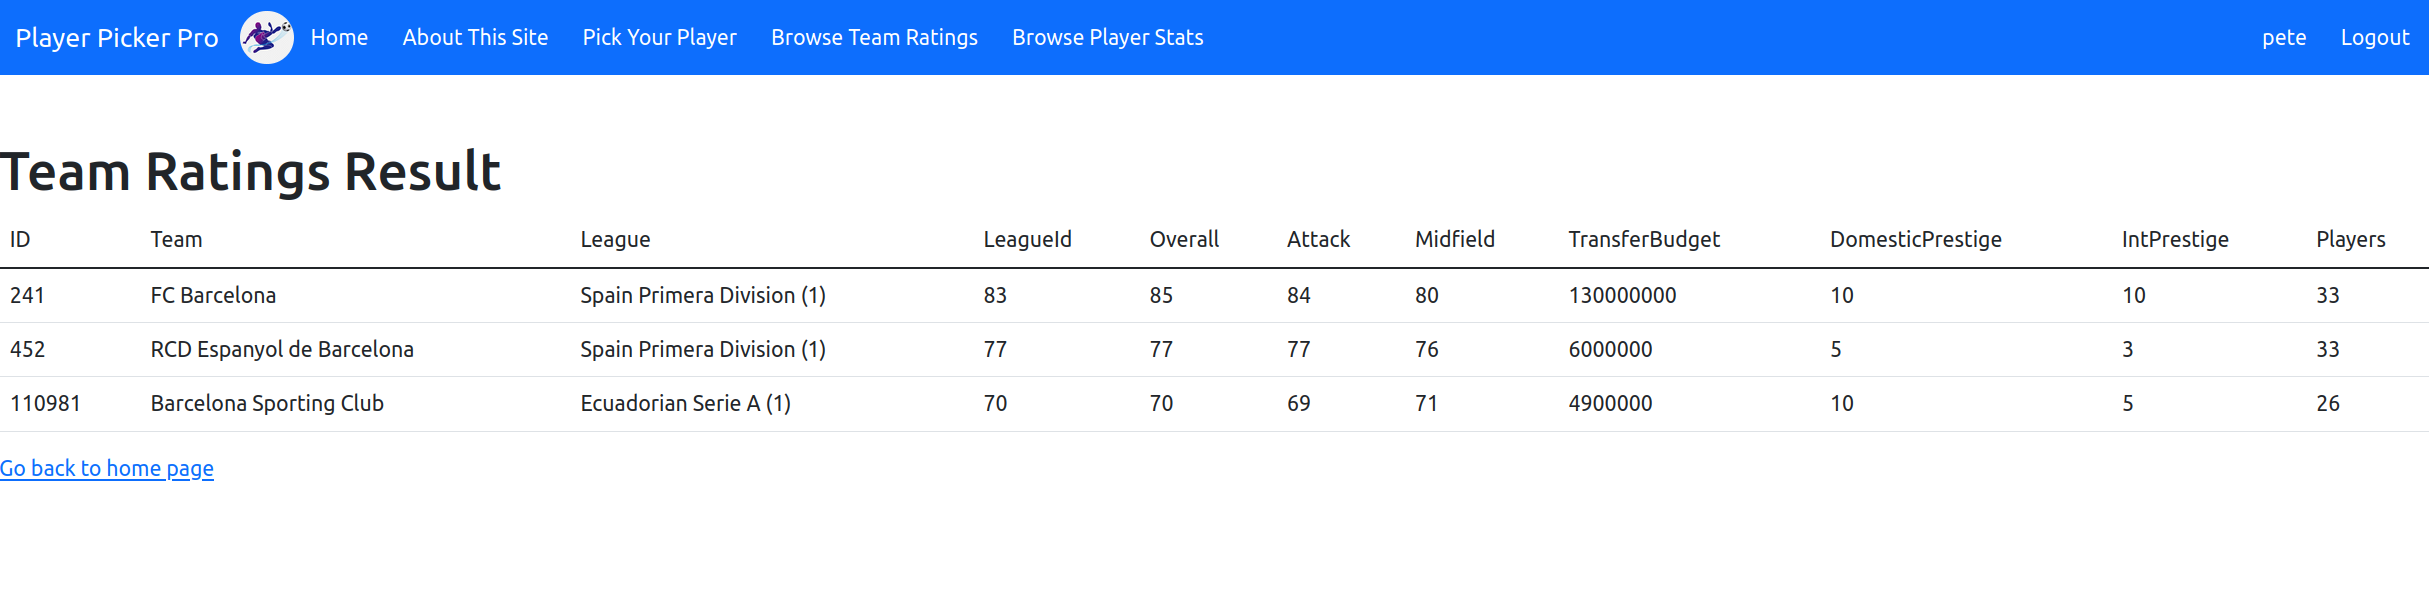 Player Picker Pro Home About This Site Pick Your Player Browse Team Ratings Browse Player Stats pete Logout
Team Ratings Result
ID Team League LeagueId Overall Attack Midfield TransferBudget DomesticPrestige IntPrestige Players
241 FC Barcelona Spain Primera Division (1) 83 85 84 80 130000000 10 10 33
452 RCD Espanyol de Barcelona Spain Primera Division (1) 77 77 77 76 6000000 5 3 33
110981 Barcelona Sporting Club Ecuadorian Serie A (1) 70 70 69 71 4900000 10 5 26
Go back to home page